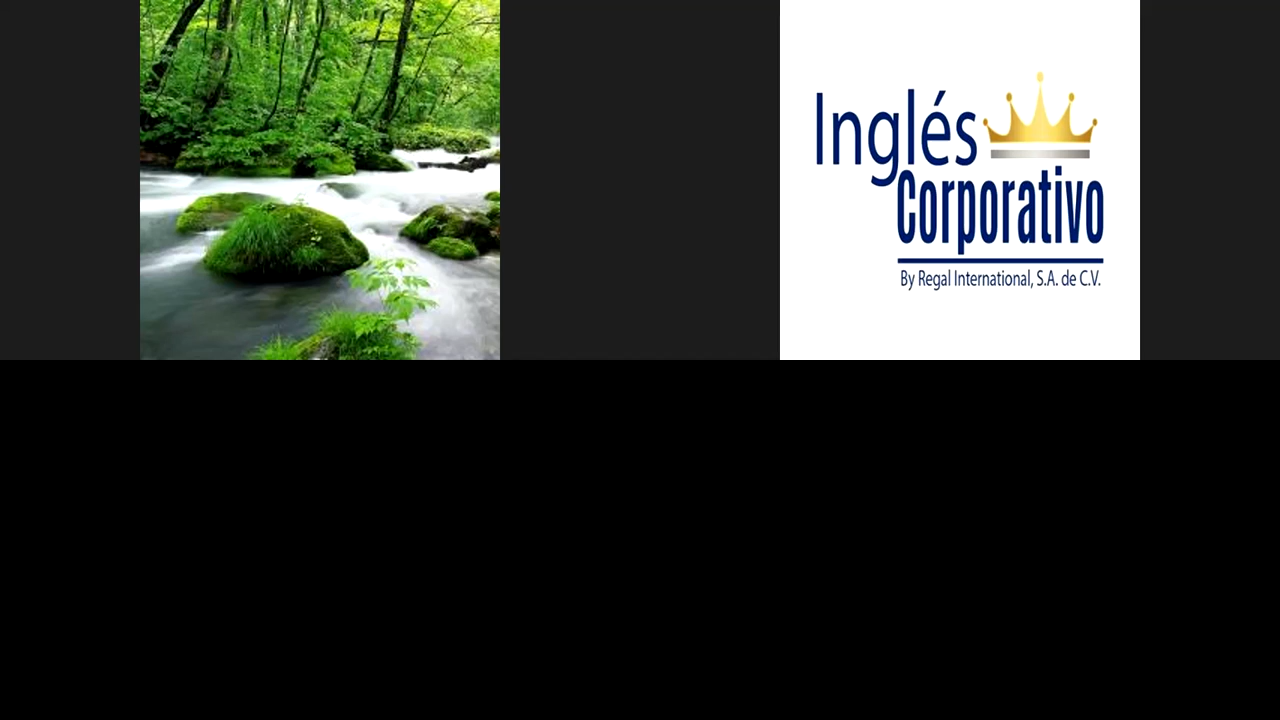 Inglés
Corporativo
By Regal International, S.A. de C.V.